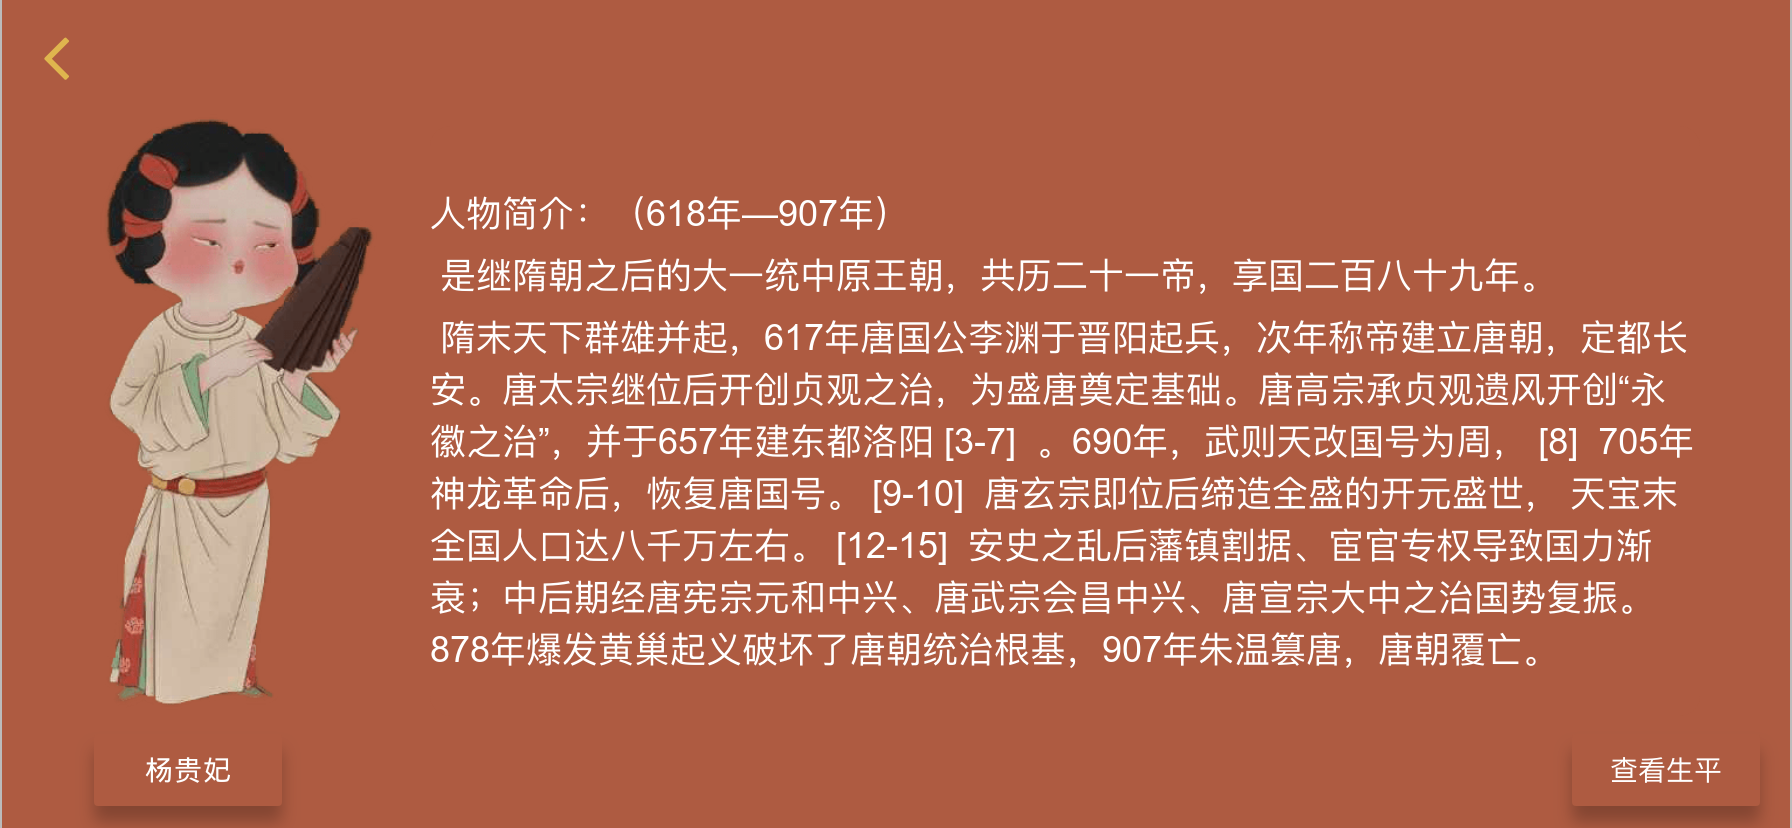 人物简介：（618年—907年）
是继隋朝之后的大一统中原王朝，共历二十一帝，享国二百八十九年。
隋末天下群雄并起，617年唐国公李渊于晋阳起兵，次年称帝建立唐朝，定都长
安。唐太宗继位后开创贞观之治，为盛唐奠定基础。唐高宗承贞观遗风开创“永
徽之治”，并于657年建东都洛阳 [3-7] 。690年，武则天改国号为周， [8] 705年
神龙革命后，恢复唐国号。 [9-10] 唐玄宗即位后缔造全盛的开元盛世， 天宝末
全国人口达八千万左右。 [12-15] 安史之乱后藩镇割据、宦官专权导致国力渐
衰；中后期经唐宪宗元和中兴、唐武宗会昌中兴、唐宣宗大中之治国势复振。
878年爆发黄巢起义破坏了唐朝统治根基，907年朱温篡唐，唐朝覆亡。
杨贵妃
查看生平